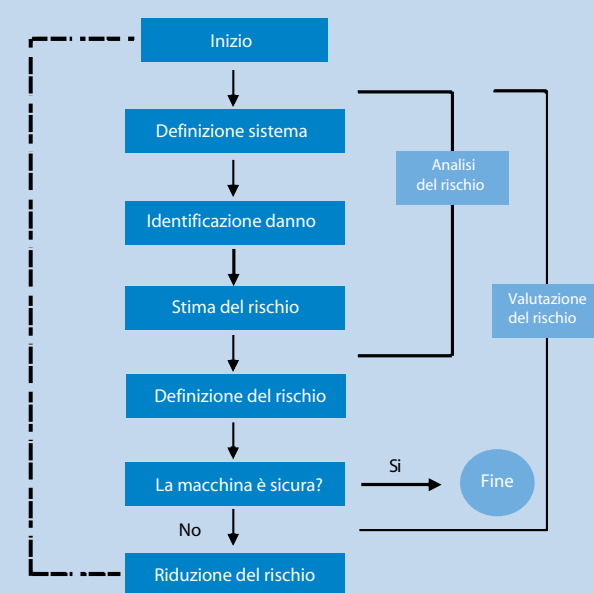 Inizio
Definizione sistema
Analisi
del rischio
Identificazione danno
Stima del rischio
Valutazione
del rischio
Definizione del rischio
La macchina è sicura?
Si
Fine
No
Riduzione del rischio